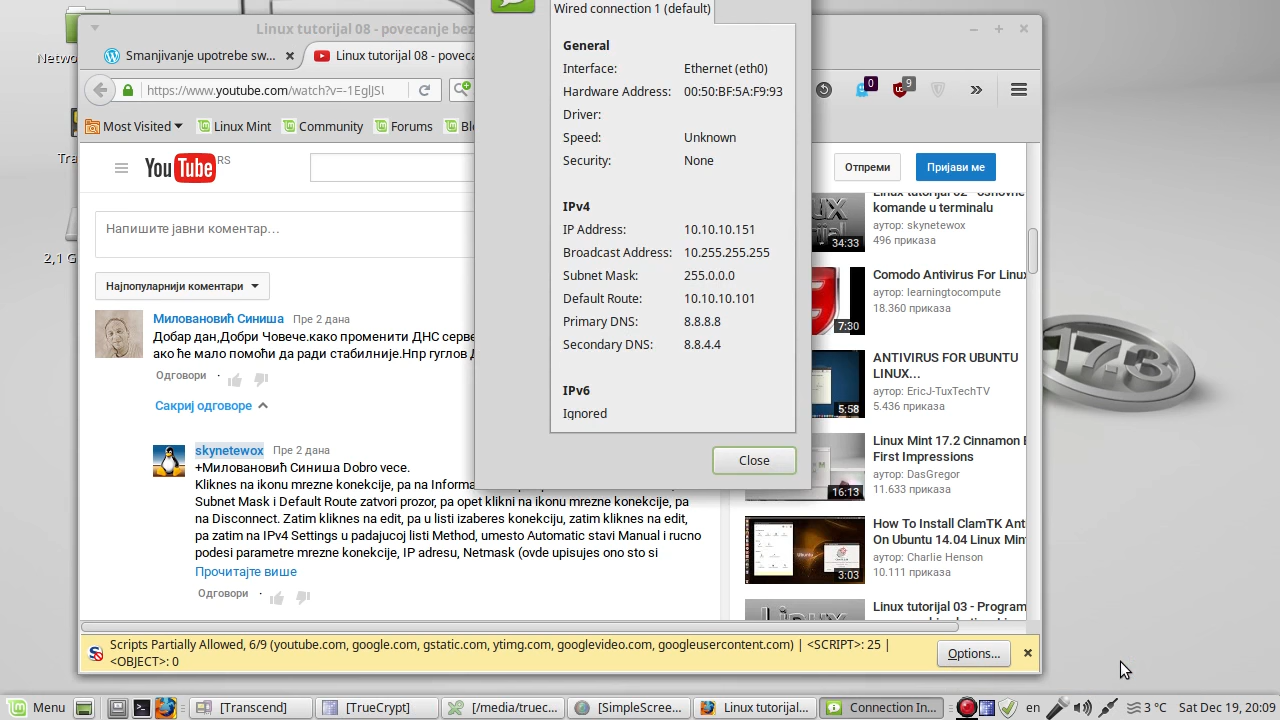 Wired connection 1 (default)
General
Interface: Ethernet (eth0)
Hardware Address: 00:50:BF:5A:F9:93
Driver:
Speed: Unknown
Security: None
IPv4
IP Address: 10.10.10.151
Broadcast Address: 10.255.255.255
Subnet Mask: 255.0.0.0
Default Route: 10.10.10.101
Primary DNS: 8.8.8.8
Secondary DNS: 8.8.4.4
IPv6
Ignored
Close
Linux tutorijal 08 - povecanje bez
Smanjivanje upotrebe sw...
Linux tutorijal 08 - poveca
https://www.youtube.com/watch?v=-1EgIJSU
0
9
Most Visited
Linux Mint
Community
Forums
YouTube RS
Отпреми
Пријави ме
Напишите јавни коментар...
Најпопуларнији коментари
Миловановић Синиша Пре 2 дана
Добар дан,Добри Човече.како променити ДНС серве
ако ће мало помоћи да ради стабилније.Нпр гуглов
Одговори
Сакриј одговоре
skynetewox Пре 2 дана
+Миловановић Синиша Dobro vece.
Kliknes na ikonu mrezne konekcije, pa na Informa
Subnet Mask i Default Route zatvori prozor, pa opet klikni na ikonu mrezne konekcije, pa
na Disconnect. Zatim kliknes na edit, pa u listi izaberes konekciju, zatim kliknes na edit,
pa zatim na IPv4 Settings u padajucoj listi Method, umesto Automatic stavi Manual i rucno
podesi parametre mrezne konekcije, IP adresu, Netmask (ovde upisujes ono sto si
Прочитајте више
Одговори
Linux tutorijal 02 - osnovne
komande u terminalu
аутор: skynetewox
496 приказа
34:33
Comodo Antivirus For Linux
аутор: learningtocompute
18.360 приказа
7:30
ANTIVIRUS FOR UBUNTU
LINUX...
аутор: EricJ-TuxTechTV
5.436 приказа
5:58
Linux Mint 17.2 Cinnamon E
First Impressions
аутор: DasGregor
11.633 приказа
16:13
How To Install ClamTK Ant
On Ubuntu 14.04 Linux Mint
аутор: Charlie Henson
10.111 приказа
3:03
Linux tutorijal 03 - Program
Scripts Partially Allowed, 6/9 (youtube.com, google.com, gstatic.com, ytimg.com, googlevideo.com, googleusercontent.com) | <SCRIPT>: 25 |
<OBJECT>: 0
Options...
Netwo
Tra
2,1 G
17.3
Menu
[Transcend]
[TrueCrypt]
[/media/truec...
[SimpleScree...
Linux tutorijal...
Connection In...
en
3 °C
Sat Dec 19, 20:09